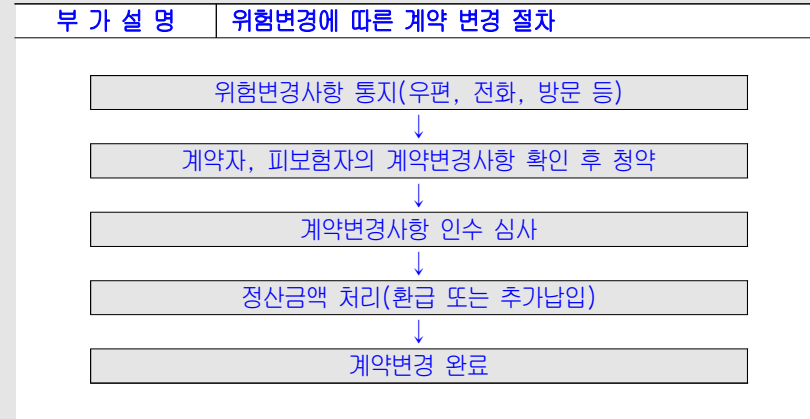 부 가 설 명 위험변경에 따른 계약 변경 절차
위험변경사항 통지(우편, 전화, 방문 등)
↓
계약자, 피보험자의 계약변경사항 확인 후 청약
↓
계약변경사항 인수 심사
↓
정산금액 처리(환급 또는 추가납입)
↓
계약변경 완료